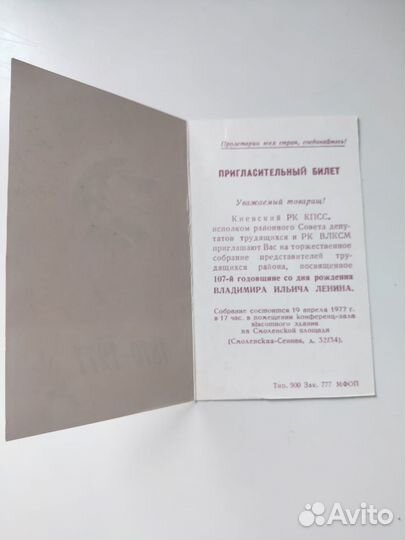 Пролетарии всех стран, соединяйтесь!
ПРИГЛАСИТЕЛЬНЫЙ БИЛЕТ
Уважаемый товарищ!
Киевский РК КПСС,
исполком районного Совета депу-
татов трудящихся и РК ВЛКСМ
приглашают Вас на торжественное
собрание представителей тру-
дящихся района, посвященное
107-й годовщине со дня рождения
ВЛАДИМИРА ИЛЬИЧА ЛЕНИНА.
Собрание состоится 19 апреля 1977 г.
в 17 час. в помещении конференц-зала
высотного здания
на Смоленской площади
(Смоленская-Сенная, д. 32/34).
Тир. 900 Зак. 777 МФОП
1870-1977
Avito